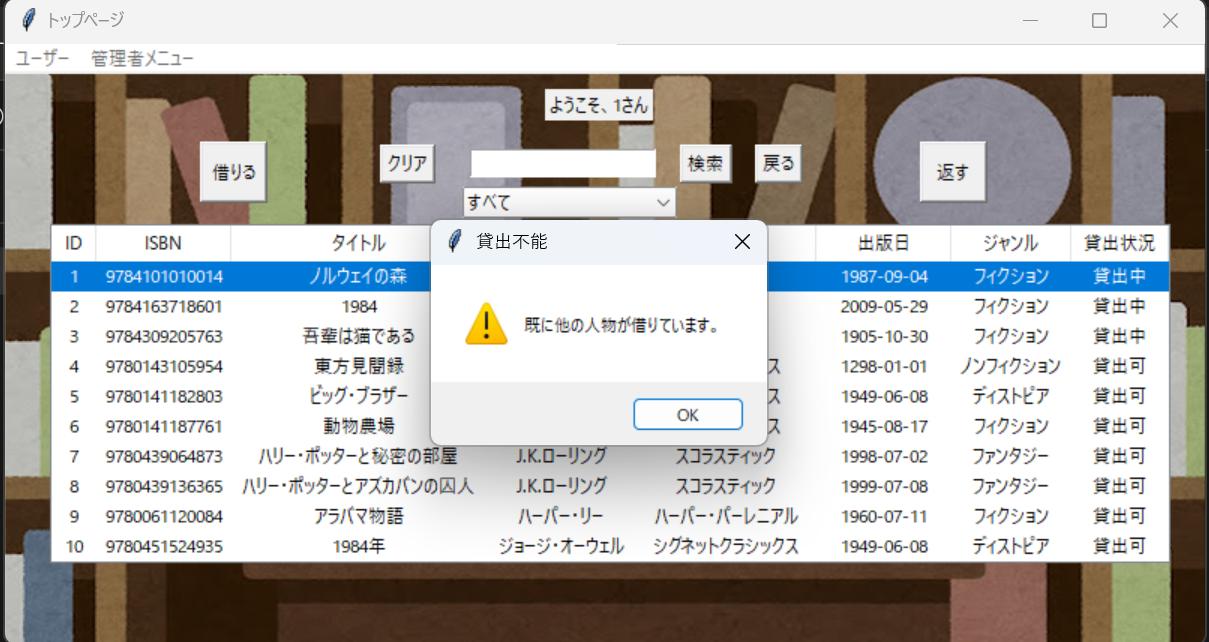 トップページ
ユーザー 管理者メニュー
ようこそ、1さん
借りる クリア 検索 戻る 返す
すべて
ID ISBN タイトル 出版日 ジャンル 貸出状況
1 9784101010014 ノルウェイの森 1987-09-04 フィクション 貸出中
2 9784163718601 1984 2009-05-29 フィクション 貸出中
3 9784309205763 吾輩は猫である 1905-10-30 フィクション 貸出中
4 9780143105954 東方見聞録 ス 1298-01-01 ノンフィクション 貸出可
5 9780141182803 ビッグ・ブラザー ス 1949-06-08 ディストピア 貸出可
6 9780141187761 動物農場 ス 1945-08-17 フィクション 貸出可
7 9780439064873 ハリー・ポッターと秘密の部屋 J.K.ローリング スコラスティック 1998-07-02 ファンタジー 貸出可
8 9780439136365 ハリー・ポッターとアズカバンの囚人 J.K.ローリング スコラスティック 1999-07-08 ファンタジー 貸出可
9 9780061120084 アラバマ物語 ハーパー・リー ハーパー・パーレニアル 1960-07-11 フィクション 貸出可
10 9780451524935 1984年 ジョージ・オーウェル シグネットクラシックス 1949-06-08 ディストピア 貸出可
貸出不能
既に他の人物が借りています。
OK